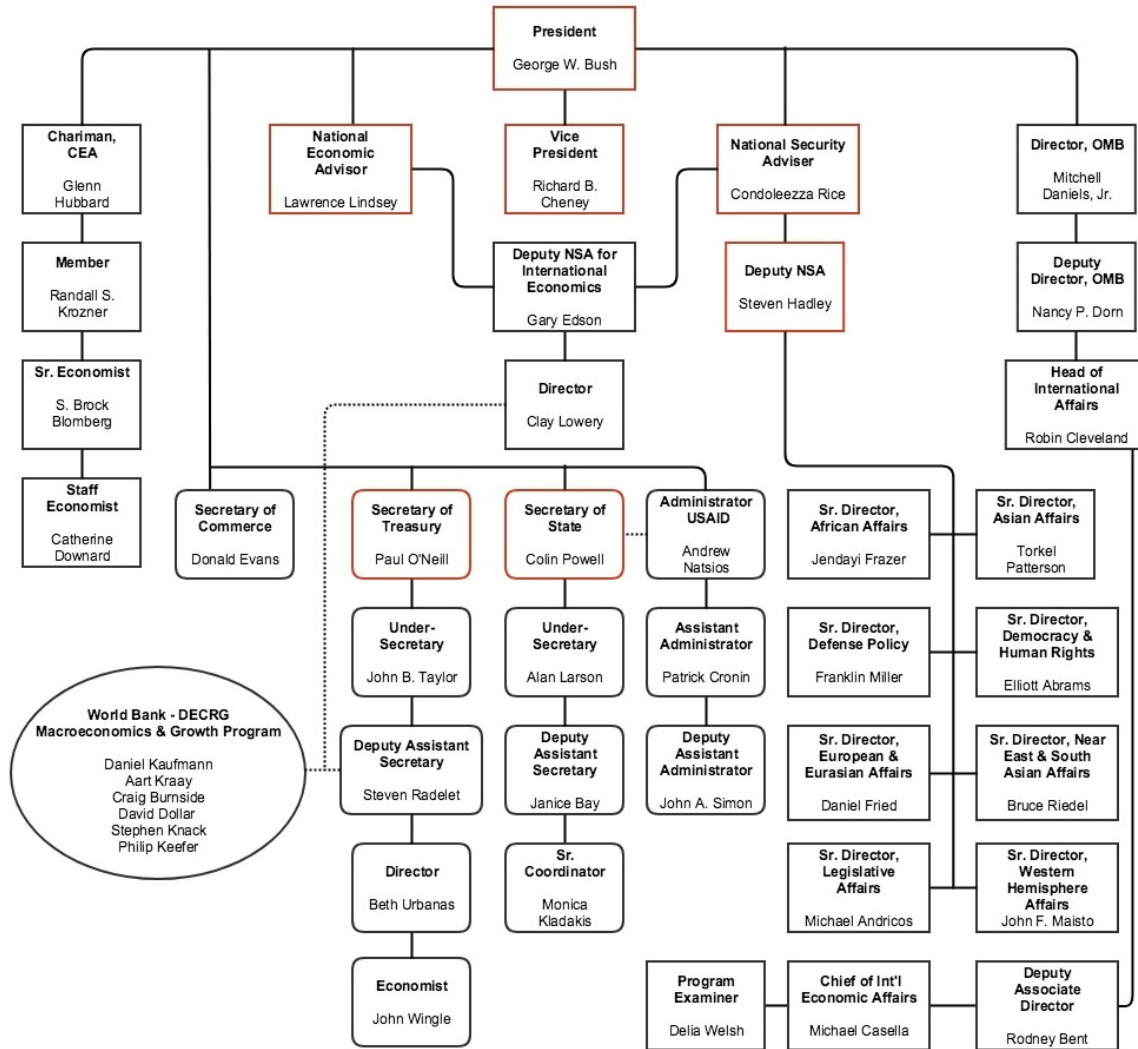 President
George W. Bush
Chariman,
CEA
Glenn
Hubbard
National
Economic
Advisor
Lawrence Lindsey
Vice
President
Richard B.
Cheney
National Security
Adviser
Condoleezza Rice
Director, OMB
Mitchell
Daniels, Jr.
Member
Randall S.
Krozner
Deputy NSA for
International
Economics
Gary Edson
Deputy NSA
Steven Hadley
Deputy
Director, OMB
Nancy P. Dorn
Sr. Economist
S. Brock
Blomberg
Director
Clay Lowery
Head of
International
Affairs
Robin Cleveland
Staff
Economist
Catherine
Downard
Secretary of
Commerce
Donald Evans
Secretary of
Treasury
Paul O'Neill
Secretary of
State
Colin Powell
Administrator
USAID
Andrew
Natsios
Sr. Director,
African Affairs
Jendayi Frazer
Sr. Director,
Asian Affairs
Torkel
Patterson
Under-
Secretary
John B. Taylor
Under-
Secretary
Alan Larson
Assistant
Administrator
Patrick Cronin
Sr. Director,
Defense Policy
Franklin Miller
Sr. Director,
Democracy &
Human Rights
Elliott Abrams
World Bank - DECRG
Macroeconomics & Growth Program
Daniel Kaufmann
Aart Kraay
Craig Burnside
David Dollar
Stephen Knack
Philip Keefer
Deputy Assistant
Secretary
Steven Radelet
Deputy
Assistant
Secretary
Janice Bay
Deputy
Assistant
Administrator
John A. Simon
Sr. Director,
European &
Eurasian Affairs
Daniel Fried
Sr. Director, Near
East & South
Asian Affairs
Bruce Riedel
Director
Beth Urbanas
Sr.
Coordinator
Monica
Kladakis
Sr. Director,
Legislative
Affairs
Michael Andricos
Sr. Director,
Western
Hemisphere
Affairs
John F. Maisto
Economist
John Wingle
Program
Examiner
Delia Welsh
Chief of Int'l
Economic Affairs
Michael Casella
Deputy
Associate
Director
Rodney Bent